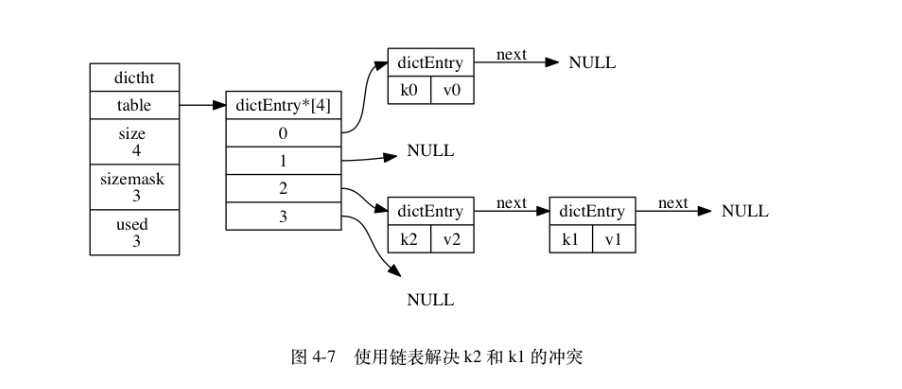 dictht
table
size
4
sizemask
3
used
3
dictEntry*[4]
0
1
2
3
dictEntry
k0 v0
next
NULL
NULL
dictEntry
k2 v2
next
dictEntry
k1 v1
next
NULL
NULL
图 4-7 使用链表解决 k2 和 k1 的冲突